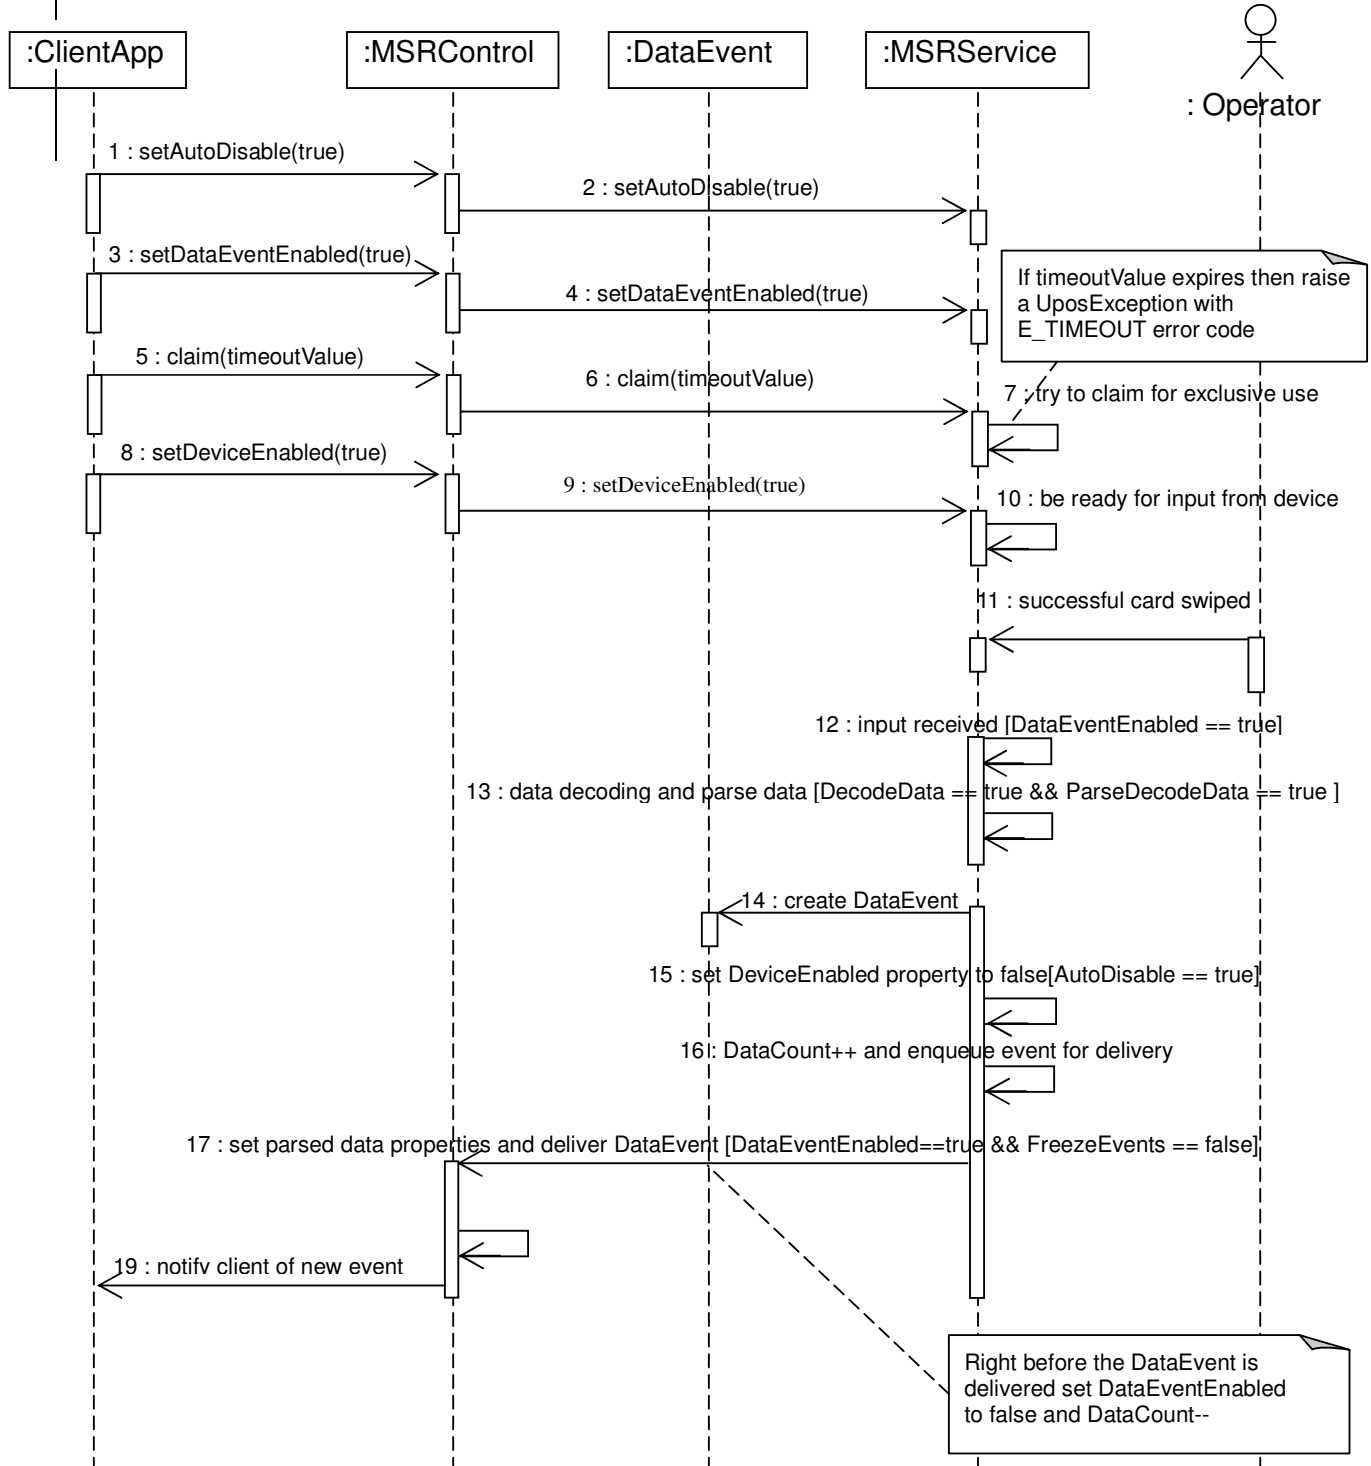 :ClientApp
:MSRControl
:DataEvent
:MSRService
: Operator
1 : setAutoDisable(true)
2 : setAutoDisable(true)
3 : setDataEventEnabled(true)
If timeoutValue expires then raise
a UposException with
E_TIMEOUT error code
4 : setDataEventEnabled(true)
5 : claim(timeoutValue)
6 : claim(timeoutValue)
7 : try to claim for exclusive use
8 : setDeviceEnabled(true)
9 : setDeviceEnabled(true)
10 : be ready for input from device
11 : successful card swiped
12 : input received [DataEventEnabled == true]
13 : data decoding and parse data [DecodeData == true && ParseDecodeData == true ]
14 : create DataEvent
15 : set DeviceEnabled property to false[AutoDisable == true]
16 : DataCount++ and enqueue event for delivery
17 : set parsed data properties and deliver DataEvent [DataEventEnabled==true && FreezeEvents == false]
19 : notify client of new event
Right before the DataEvent is
delivered set DataEventEnabled
to false and DataCount--